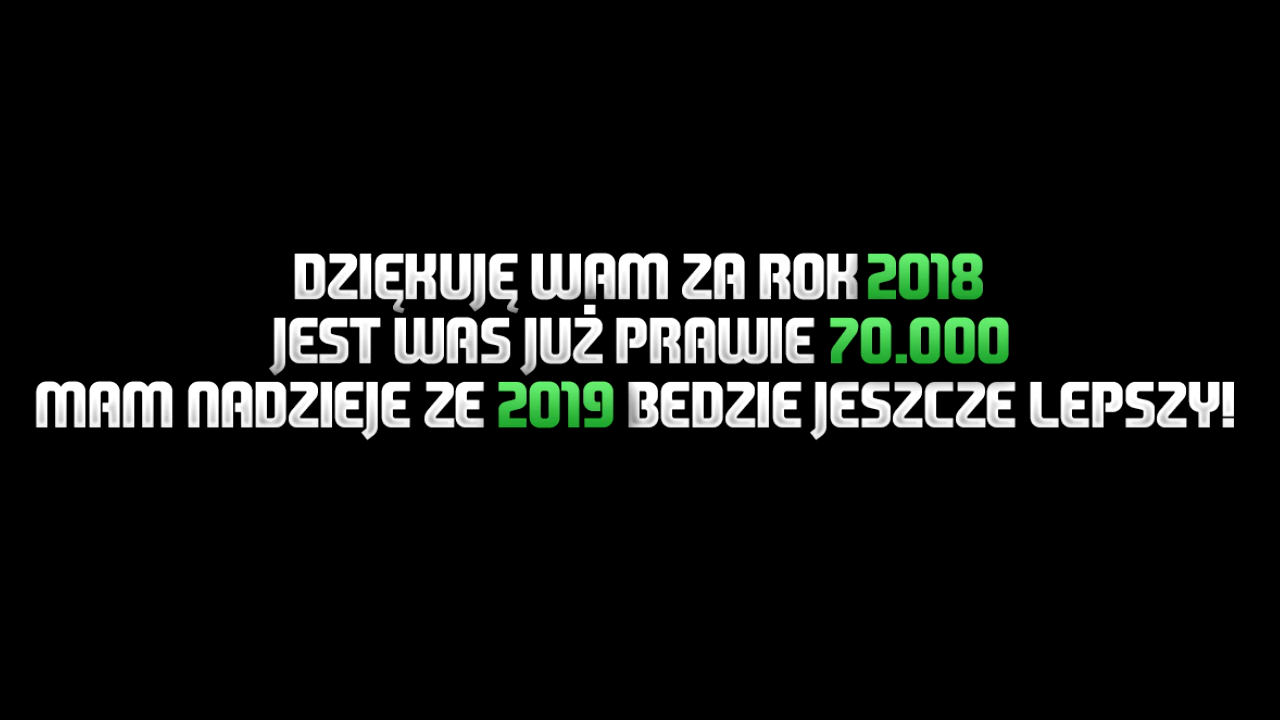 DZIĘKUJĘ WAM ZA ROK 2018
JEST WAS JUŻ PRAWIE 70.000
MAM NADZIEJE ZE 2019 BEDZIE JESZCZE LEPSZY!